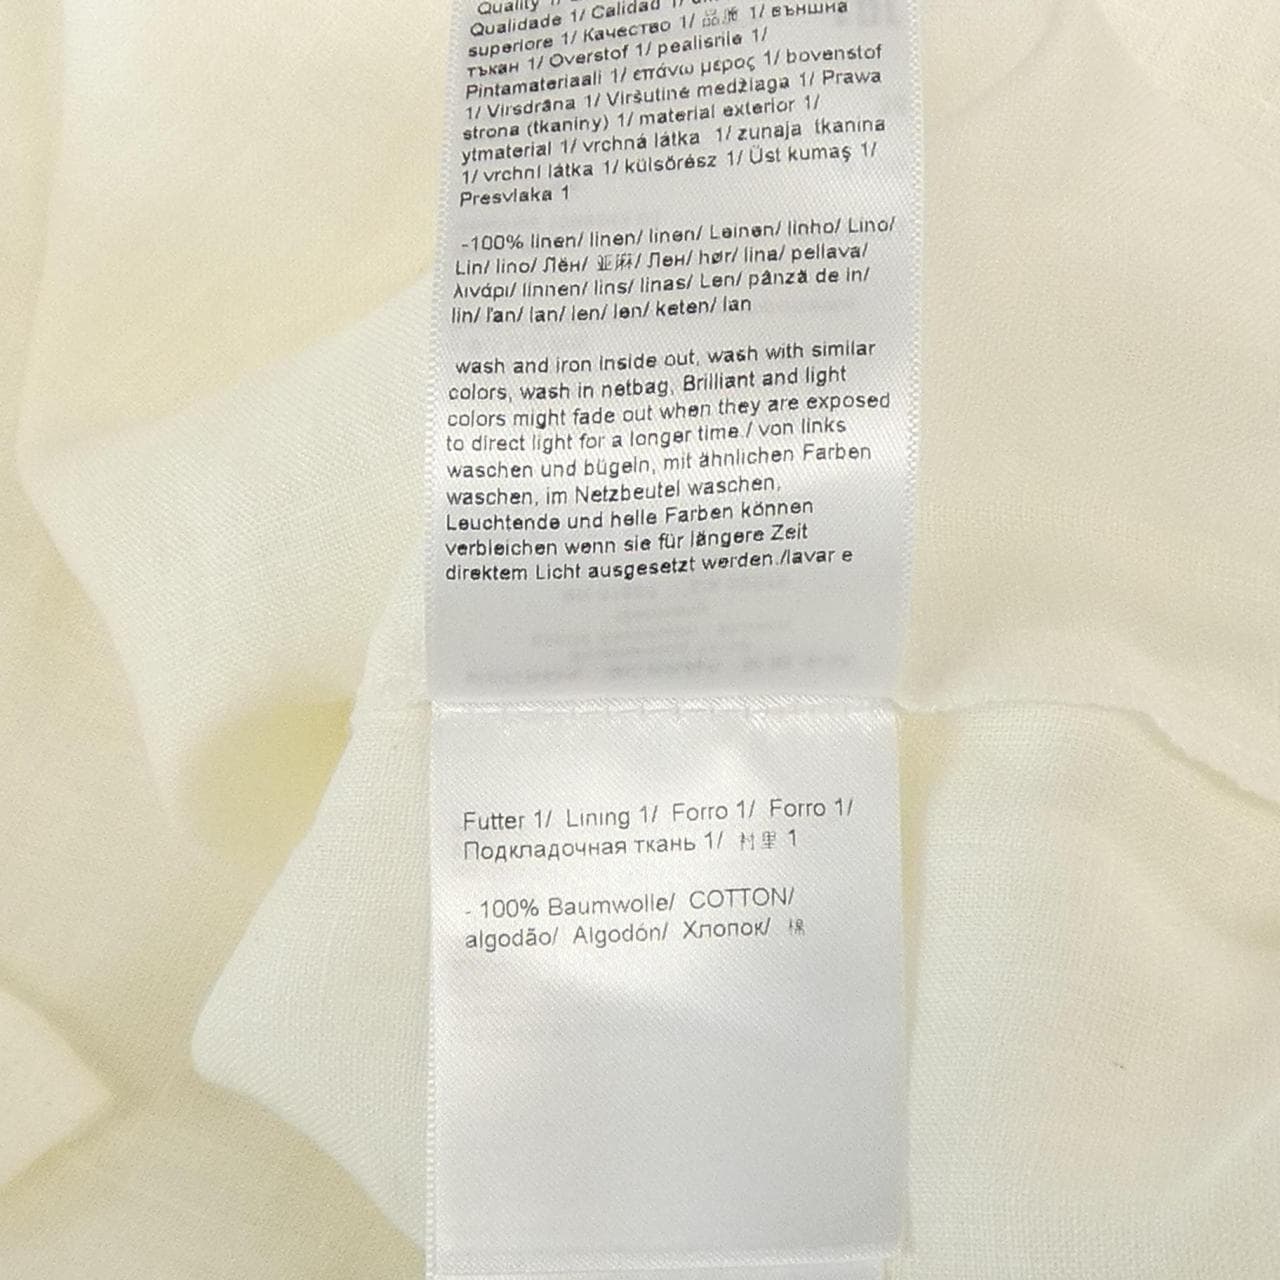 Quality 1/
Qualidade 1/ Calidad 1/
superiore 1/ Качество 1/ 品质 1/ външна
тъкан 1/ Overstof 1/ pealisriie 1/
Pintamateriaali 1/ επάνω μερος 1/ bovenstof
1/ Virsdrāna 1/ Viršutinė medžiaga 1/ Prawa
strona (tkaniny) 1/ material exterior 1/
ytmaterial 1/ vrchná látka 1/ zunaja tkanina
1/ vrchní látka 1/ külsőrész 1/ Üst kumaş 1/
Presvlaka 1
-100% linen/ linen/ linen/ Leinen/ linho/ Lino/
Lin/ lino/ Лён/ 亚麻/ Лен/ hør/ lina/ pellava/
λινάρι/ linnen/ lins/ linas/ Len/ pânză de in/
lin/ ľan/ lan/ len/ len/ keten/ lan
wash and iron inside out, wash with similar
colors, wash in netbag, Brilliant and light
colors might fade out when they are exposed
to direct light for a longer time./ von links
waschen und bügeln, mit ähnlichen Farben
waschen, im Netzbeutel waschen,
Leuchtende und helle Farben können
verbleichen wenn sie für längere Zeit
direktem Licht ausgesetzt werden./lavar e
Futter 1/ Lining 1/ Forro 1/ Forro 1/
Подкладочная ткань 1/ 衬里 1
- 100% Baumwolle/ COTTON/
algodão/ Algodón/ Хлопок/ 棉